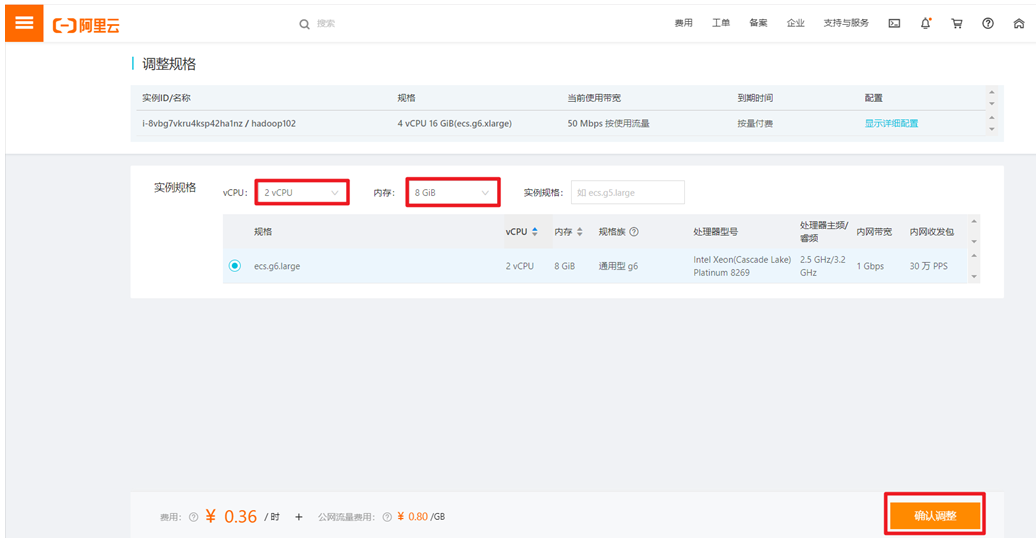 阿里云 搜索 费用 工单 备案 企业 支持与服务
调整规格
实例ID/名称 规格 当前使用带宽 到期时间 配置
i-8vbg7vkru4ksp42ha1nz / hadoop102 4 vCPU 16 GiB(ecs.g6.xlarge) 50 Mbps 按使用流量 按量付费 显示详细配置
实例规格 vCPU: 2 vCPU 内存: 8 GiB 实例规格: 如 ecs.g5.large
规格 vCPU 内存 规格族 处理器型号 处理器主频/睿频 内网带宽 内网收发包
ecs.g6.large 2 vCPU 8 GiB 通用型 g6 Intel Xeon(Cascade Lake) Platinum 8269 2.5 GHz/3.2 GHz 1 Gbps 30 万 PPS
费用: ¥ 0.36 / 时 + 公网流量费用: ¥ 0.80 /GB 确认调整